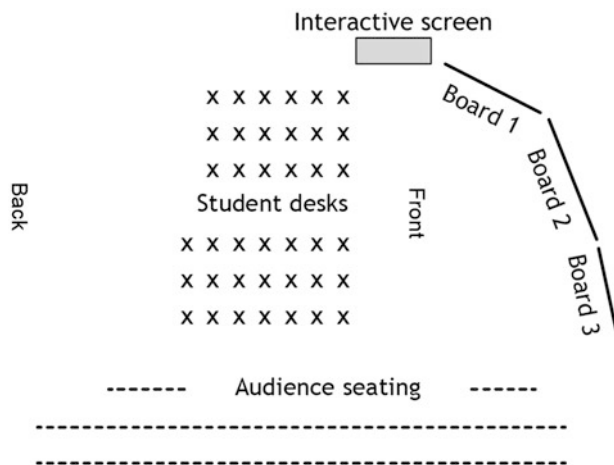 Interactive screen
Board 1
x x x x x x
x x x x x x
x x x x x x
Back
Student desks
Front
Board 2
x x x x x x x
x x x x x x x
x x x x x x x
Board 3
Audience seating